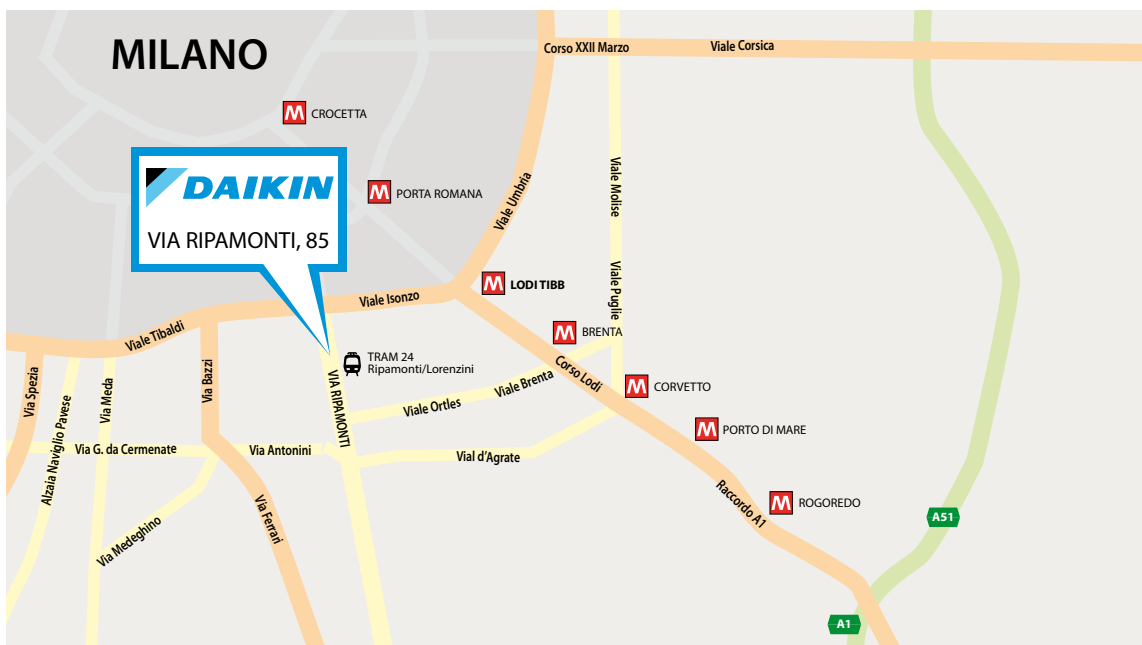 MILANO
Corso XXII Marzo
Viale Corsica
M CROCETTA
DAIKIN
VIA RIPAMONTI, 85
M PORTA ROMANA
Viale Umbria
Viale Molise
Viale Puglie
M LODI TIBB
Viale Isonzo
Viale Tibaldi
M BRENTA
TRAM 24
Ripamonti/Lorenzini
Corso Lodi
Via Spezia
Via Meda
Via Bazzi
VIA RIPAMONTI
Viale Brenta
Viale Ortles
M CORVETTO
Alzaia Naviglio Pavese
M PORTO DI MARE
Via G. da Cermenate
Via Antonini
Vial d'Agrate
Raccordo A1
M ROGOREDO
Via Ferrari
Via Medeghino
A51
A1